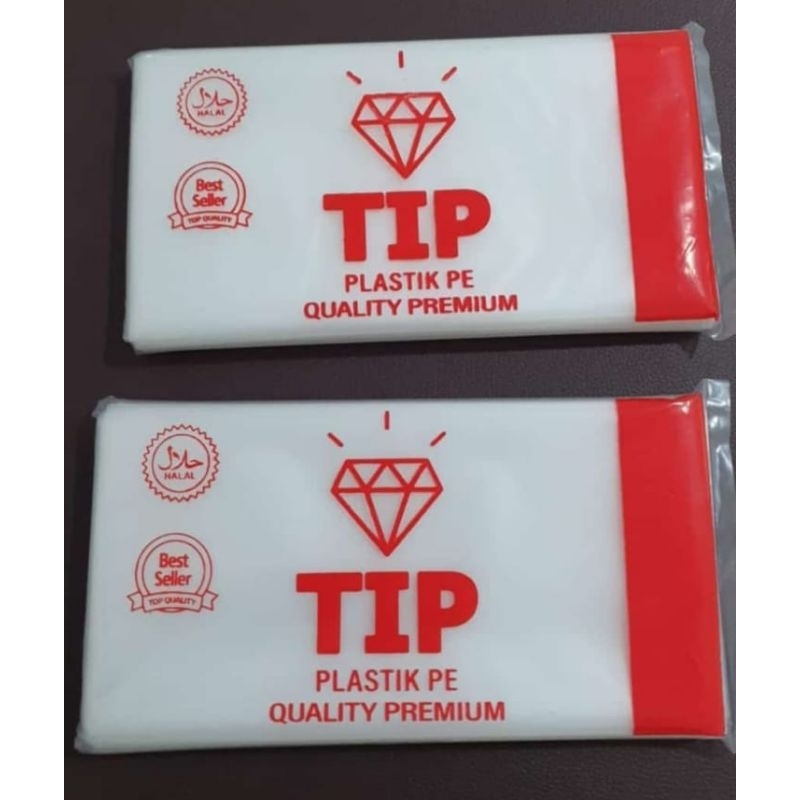 حلال
HALAL
Best
Seller
TOP QUALITY
TIP
PLASTIK PE
QUALITY PREMIUM
حلال
HALAL
Best
Seller
TOP QUALITY
TIP
PLASTIK PE
QUALITY PREMIUM